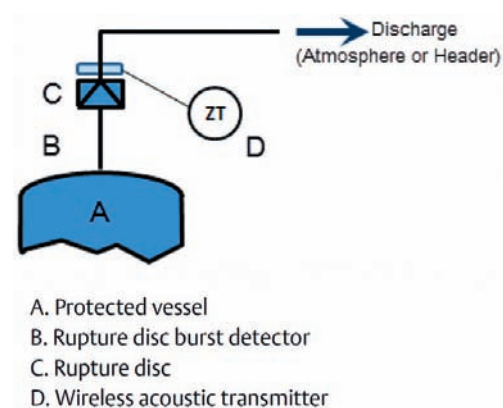 Discharge
(Atmosphere or Header)
C
ZT
B
D
A
A. Protected vessel
B. Rupture disc burst detector
C. Rupture disc
D. Wireless acoustic transmitter